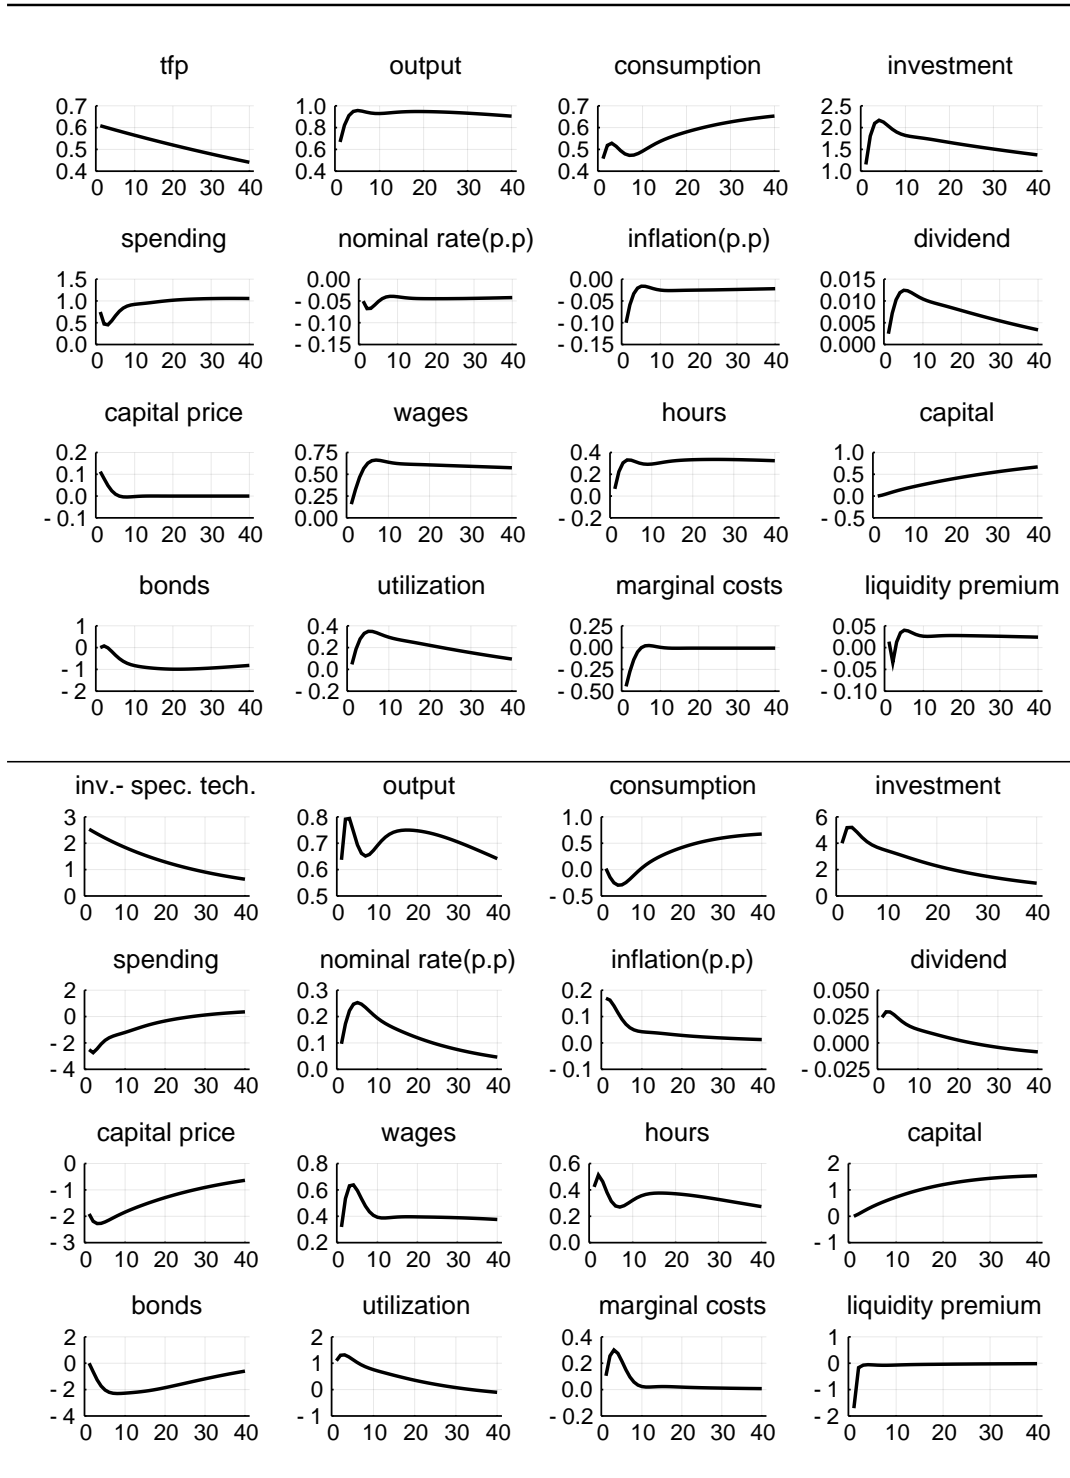 tfp output consumption investment
0.7 1.0 0.7 2.5
0.6 0.8 0.6 2.0
0.5 0.6 0.5 1.5
0.4 0.4 0.4 1.0
0 10 20 30 40 0 10 20 30 40 0 10 20 30 40 0 10 20 30 40
spending nominal rate(p.p) inflation(p.p) dividend
1.5 0.00 0.00 0.015
1.0 - 0.05 - 0.05 0.010
0.5 - 0.10 - 0.10 0.005
0.0 - 0.15 - 0.15 0.000
0 10 20 30 40 0 10 20 30 40 0 10 20 30 40 0 10 20 30 40
capital price wages hours capital
0.2 0.75 0.4 1.0
0.1 0.50 0.2 0.5
0.0 0.25 0.0 0.0
- 0.1 0.00 - 0.2 - 0.5
0 10 20 30 40 0 10 20 30 40 0 10 20 30 40 0 10 20 30 40
bonds utilization marginal costs liquidity premium
1 0.4 0.25 0.05
0 0.2 0.00 0.00
- 1 0.0 - 0.25 - 0.05
- 2 - 0.2 - 0.50 - 0.10
0 10 20 30 40 0 10 20 30 40 0 10 20 30 40 0 10 20 30 40
inv.- spec. tech. output consumption investment
3 0.8 1.0 6
2 0.7 0.5 4
1 0.6 0.0 2
0 0.5 - 0.5 0
0 10 20 30 40 0 10 20 30 40 0 10 20 30 40 0 10 20 30 40
spending nominal rate(p.p) inflation(p.p) dividend
2 0.3 0.2 0.050
0 0.2 0.1 0.025
- 2 0.1 0.0 0.000
- 4 0.0 - 0.1 - 0.025
0 10 20 30 40 0 10 20 30 40 0 10 20 30 40 0 10 20 30 40
capital price wages hours capital
0 0.8 0.6 2
- 1 0.6 0.4 1
- 2 0.4 0.2 0
- 3 0.2 0.0 - 1
0 10 20 30 40 0 10 20 30 40 0 10 20 30 40 0 10 20 30 40
bonds utilization marginal costs liquidity premium
2 2 0.4 1
0 1 0.2 0
- 2 0 0.0 - 1
- 4 - 1 - 0.2 - 2
0 10 20 30 40 0 10 20 30 40 0 10 20 30 40 0 10 20 30 40